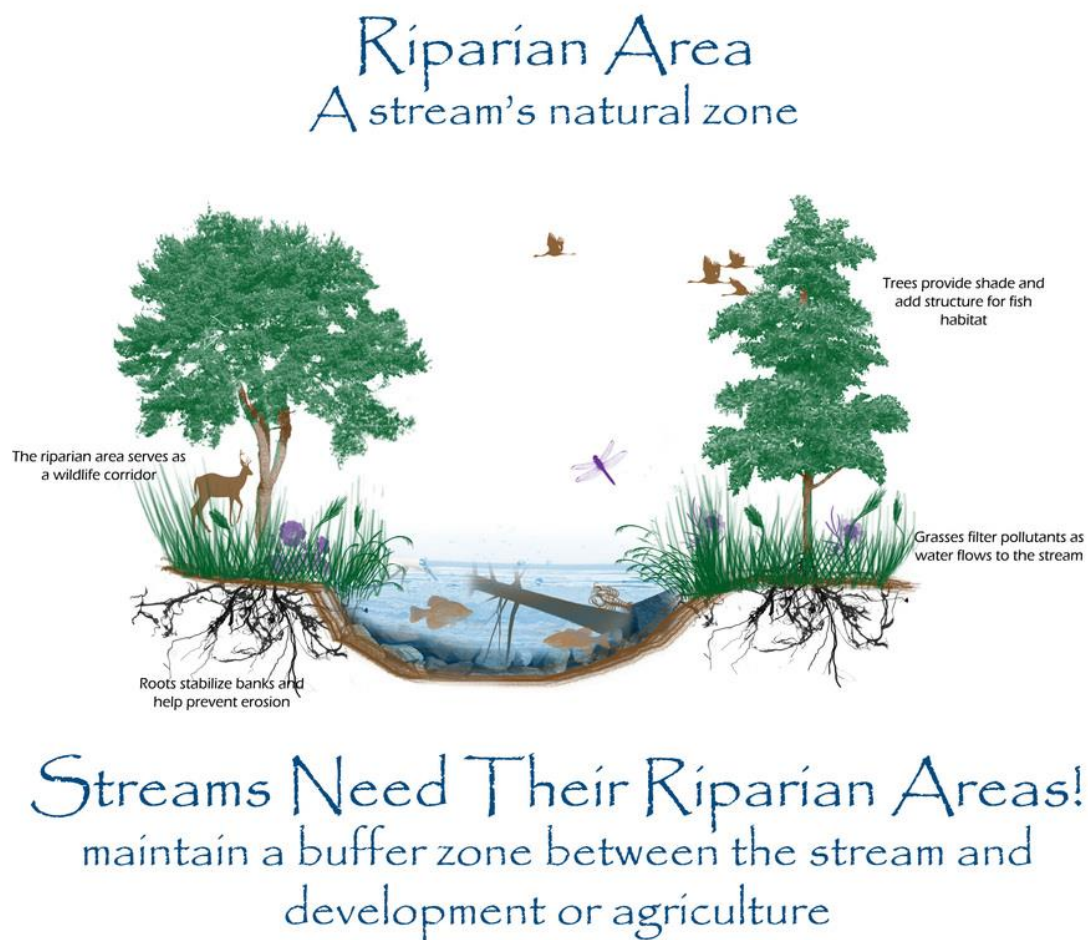 Riparian Area
A stream's natural zone
Trees provide shade and
add structure for fish
habitat
The riparian area serves as
a wildlife corridor
Grasses filter pollutants as
water flows to the stream
Roots stabilize banks and
help prevent erosion
Streams Need Their Riparian Areas!
maintain a buffer zone between the stream and
development or agriculture